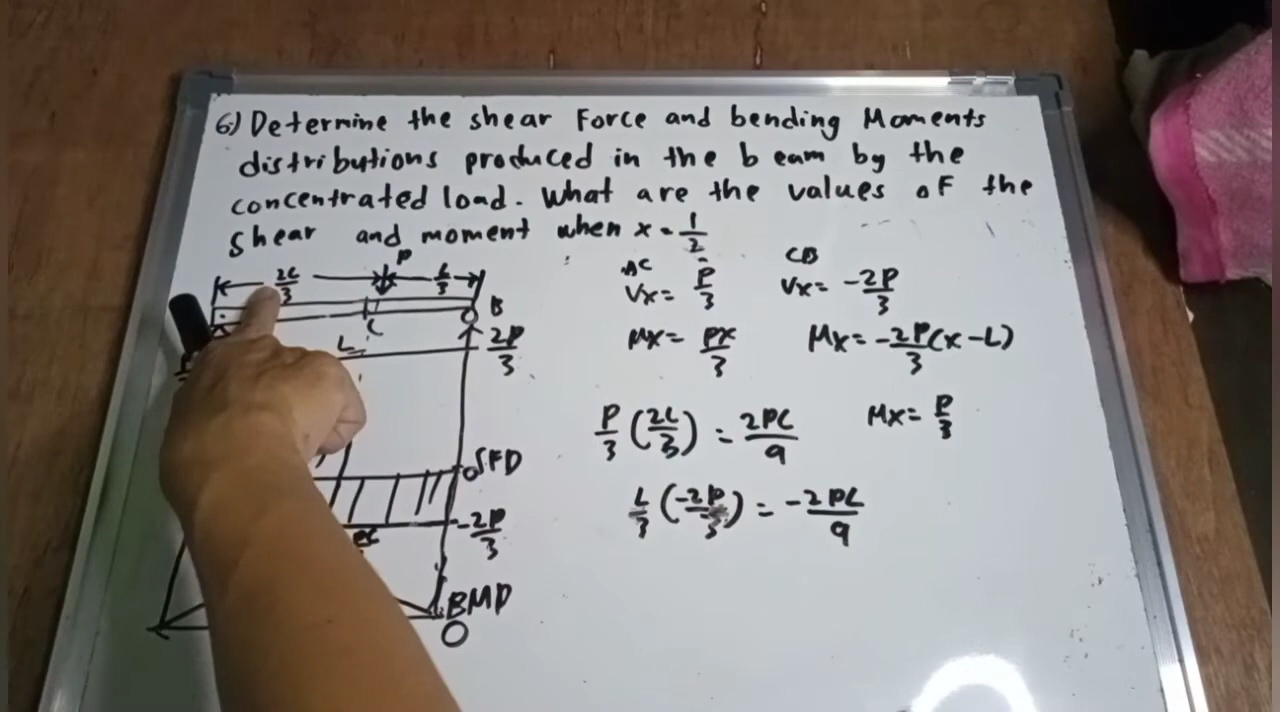 6) Determine the shear Force and bending Moments
distributions produced in the beam by the
concentrated load. What are the values of the
shear and moment when x = 1/2
P
2L/3
L/3
B
C
L
2P/3
SFD
-2P/3
BMD
O
AC
Vx = P/3
Mx = Px/3
CB
Vx = -2P/3
Mx = -2P/3 (x-L)
Mx = P/3
P/3 (2L/3) = 2PL/9
L/3 (-2P/3) = -2PL/9